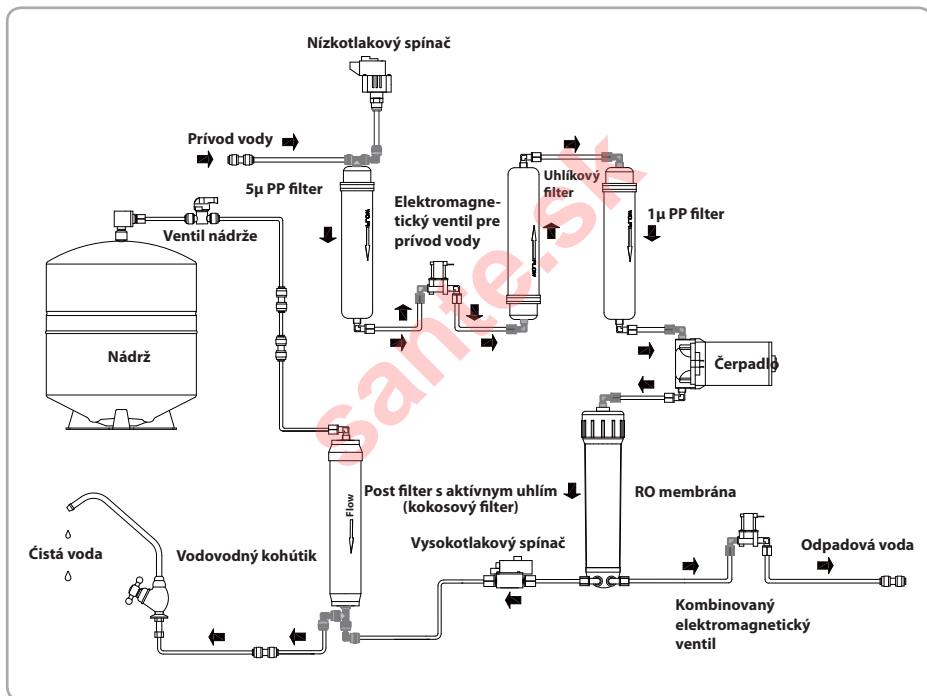 Nízkotlakový spínač
Prívod vody
5µ PP filter
Elektromagne-
tický ventil pre
prívod vody
Uhlíkový
filter
1µ PP filter
Ventil nádrže
Nádrž
Čerpadlo
Flow
Post filter s aktívnym uhlím
(kokosový filter)
RO membrána
Vysokotlakový spínač
Odpadová voda
Ćistá voda
Vodovodný kohútik
Kombinovaný
elektromagnetický
ventil
sante.sk